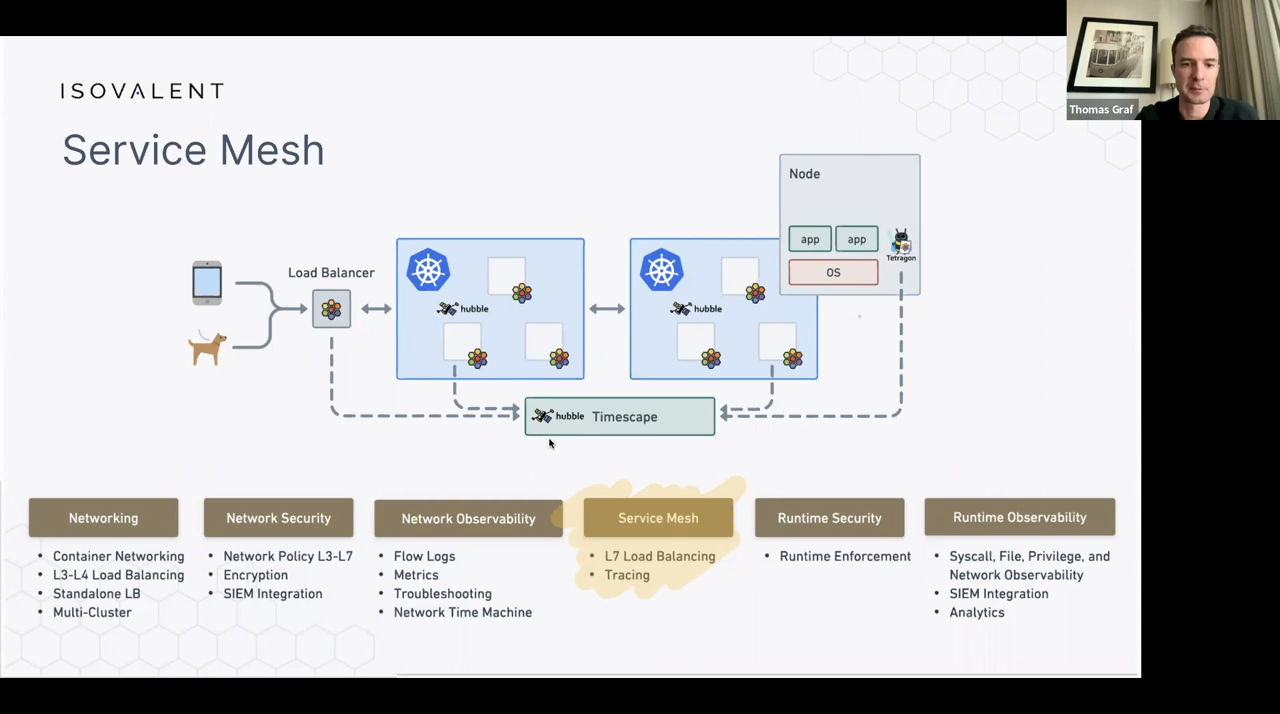 Thomas Graf
ISOVALENT
Service Mesh
Node
app app
Tetragon
OS
Load Balancer
hubble
hubble
hubble Timescape
Networking
• Container Networking
• L3-L4 Load Balancing
• Standalone LB
• Multi-Cluster
Network Security
• Network Policy L3-L7
• Encryption
• SIEM Integration
Network Observability
• Flow Logs
• Metrics
• Troubleshooting
• Network Time Machine
Service Mesh
• L7 Load Balancing
• Tracing
Runtime Security
• Runtime Enforcement
Runtime Observability
• Syscall, File, Privilege, and
Network Observability
• SIEM Integration
• Analytics